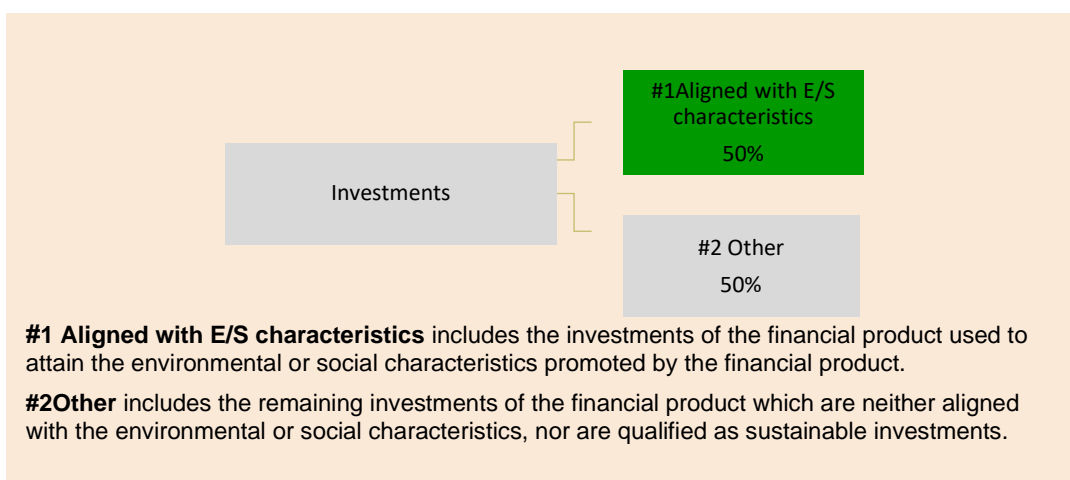 #1Aligned with E/S
characteristics
50%
Investments
#2 Other
50%
#1 Aligned with E/S characteristics includes the investments of the financial product used to
attain the environmental or social characteristics promoted by the financial product.
#2Other includes the remaining investments of the financial product which are neither aligned
with the environmental or social characteristics, nor are qualified as sustainable investments.